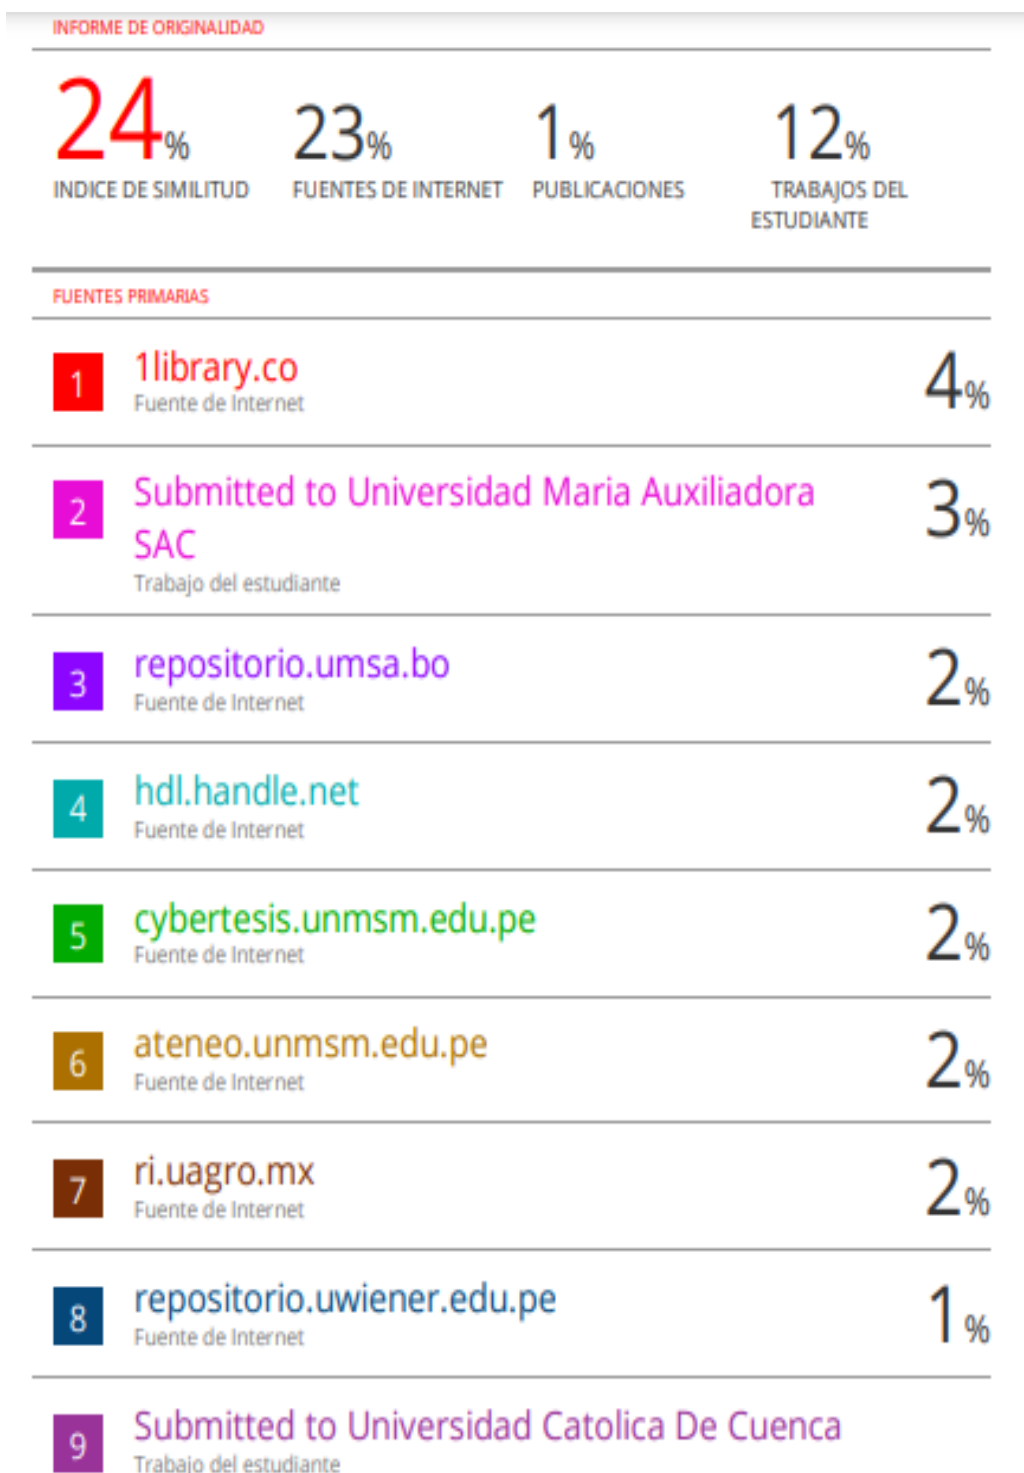 INFORME DE ORIGINALIDAD
24% 23% 1% 12%
INDICE DE SIMILITUD FUENTES DE INTERNET PUBLICACIONES TRABAJOS DEL
ESTUDIANTE
FUENTES PRIMARIAS
1 1library.co 4%
Fuente de Internet
2 Submitted to Universidad Maria Auxiliadora 3%
SAC
Trabajo del estudiante
3 repositorio.umsa.bo 2%
Fuente de Internet
4 hdl.handle.net 2%
Fuente de Internet
5 cybertesis.unmsm.edu.pe 2%
Fuente de Internet
6 ateneo.unmsm.edu.pe 2%
Fuente de Internet
7 ri.uagro.mx 2%
Fuente de Internet
8 repositorio.uwiener.edu.pe 1%
Fuente de Internet
9 Submitted to Universidad Catolica De Cuenca
Trabajo del estudiante